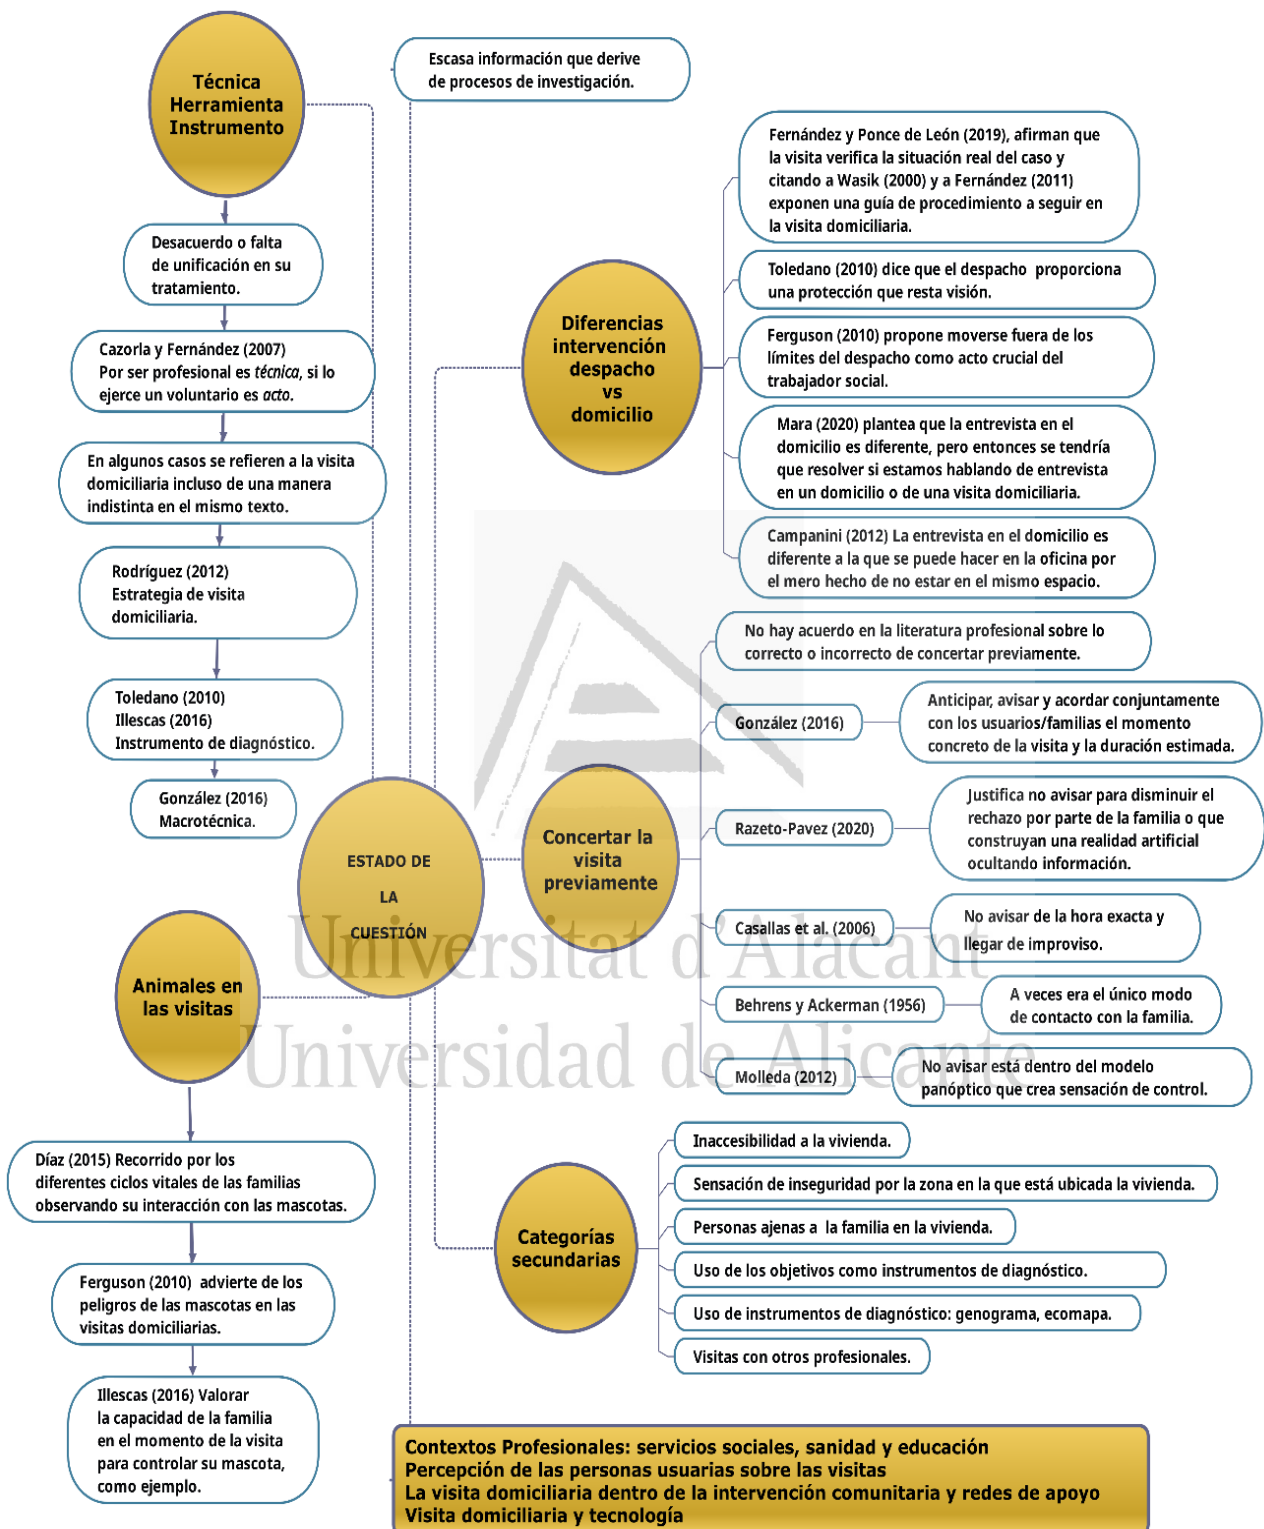 Técnica
Herramienta
Instrumento
Desacuerdo o falta
de unificación en su
tratamiento.
Cazorla y Fernández (2007)
Por ser profesional es técnica, si lo
ejerce un voluntario es acto.
En algunos casos se refieren a la visita
domiciliaria incluso de una manera
indistinta en el mismo texto.
Rodríguez (2012)
Estrategia de visita
domiciliaria.
Toledano (2010)
Illescas (2016)
Instrumento de diagnóstico.
González (2016)
Macrotécnica.
Escasa información que derive
de procesos de investigación.
Diferencias
intervención
despacho
vs
domicilio
Fernández y Ponce de León (2019), afirman que
la visita verifica la situación real del caso y
citando a Wasik (2000) y a Fernández (2011)
exponen una guía de procedimiento a seguir en
la visita domiciliaria.
Toledano (2010) dice que el despacho proporciona
una protección que resta visión.
Ferguson (2010) propone moverse fuera de los
límites del despacho como acto crucial del
trabajador social.
Mara (2020) plantea que la entrevista en el
domicilio es diferente, pero entonces se tendría
que resolver si estamos hablando de entrevista
en un domicilio o de una visita domiciliaria.
Campanini (2012) La entrevista en el domicilio es
diferente a la que se puede hacer en la oficina por
el mero hecho de no estar en el mismo espacio.
ESTADO DE
LA
CUESTIÓN
Concertar la
visita
previamente
No hay acuerdo en la literatura profesional sobre lo
correcto o incorrecto de concertar previamente.
González (2016)
Anticipar, avisar y acordar conjuntamente
con los usuarios/familias el momento
concreto de la visita y la duración estimada.
Razeto-Pavez (2020)
Justifica no avisar para disminuir el
rechazo por parte de la familia o que
construyan una realidad artificial
ocultando información.
Casallas et al. (2006)
No avisar de la hora exacta y
llegar de improviso.
Behrens y Ackerman (1956)
A veces era el único modo
de contacto con la familia.
Molleda (2012)
No avisar está dentro del modelo
panóptico que crea sensación de control.
Universitat d'Alacant
Universidad de Alicante
Animales en
las visitas
Díaz (2015) Recorrido por los
diferentes ciclos vitales de las familias
observando su interacción con las mascotas.
Ferguson (2010) advierte de los
peligros de las mascotas en las
visitas domiciliarias.
Illescas (2016) Valorar
la capacidad de la familia
en el momento de la visita
para controlar su mascota,
como ejemplo.
Categorías
secundarias
Inaccesibilidad a la vivienda.
Sensación de inseguridad por la zona en la que está ubicada la vivienda.
Personas ajenas a la familia en la vivienda.
Uso de los objetivos como instrumentos de diagnóstico.
Uso de instrumentos de diagnóstico: genograma, ecomapa.
Visitas con otros profesionales.
Contextos Profesionales: servicios sociales, sanidad y educación
Percepción de las personas usuarias sobre las visitas
La visita domiciliaria dentro de la intervención comunitaria y redes de apoyo
Visita domiciliaria y tecnología